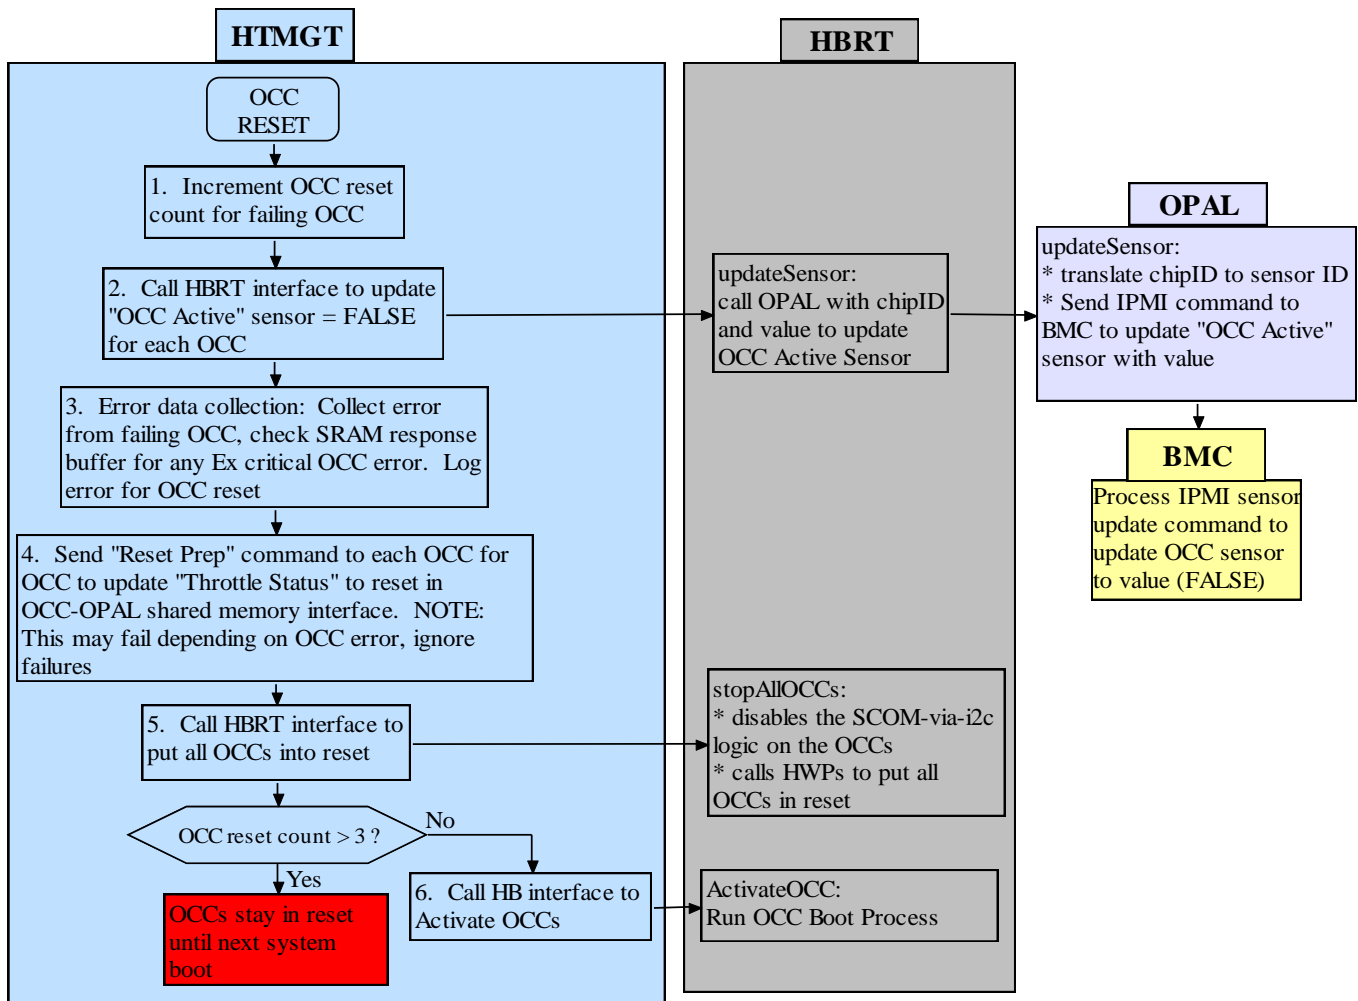 HTMGT
OCC
RESET
1. Increment OCC reset
count for failing OCC
2. Call HBRT interface to update
"OCC Active" sensor = FALSE
for each OCC
3. Error data collection: Collect error
from failing OCC, check SRAM response
buffer for any Ex critical OCC error. Log
error for OCC reset
4. Send "Reset Prep" command to each OCC for
OCC to update "Throttle Status" to reset in
OCC-OPAL shared memory interface. NOTE:
This may fail depending on OCC error, ignore
failures
5. Call HBRT interface to
put all OCCs into reset
OCC reset count > 3 ?
No
Yes
OCCs stay in reset
until next system
boot
6. Call HB interface to
Activate OCCs
HBRT
updateSensor:
call OPAL with chipID
and value to update
OCC Active Sensor
stopAllOCCs:
* disables the SCOM-via-i2c
logic on the OCCs
* calls HWPs to put all
OCCs in reset
ActivateOCC:
Run OCC Boot Process
OPAL
updateSensor:
* translate chipID to sensor ID
* Send IPMI command to
BMC to update "OCC Active"
sensor with value
BMC
Process IPMI sensor
update command to
update OCC sensor
to value (FALSE)